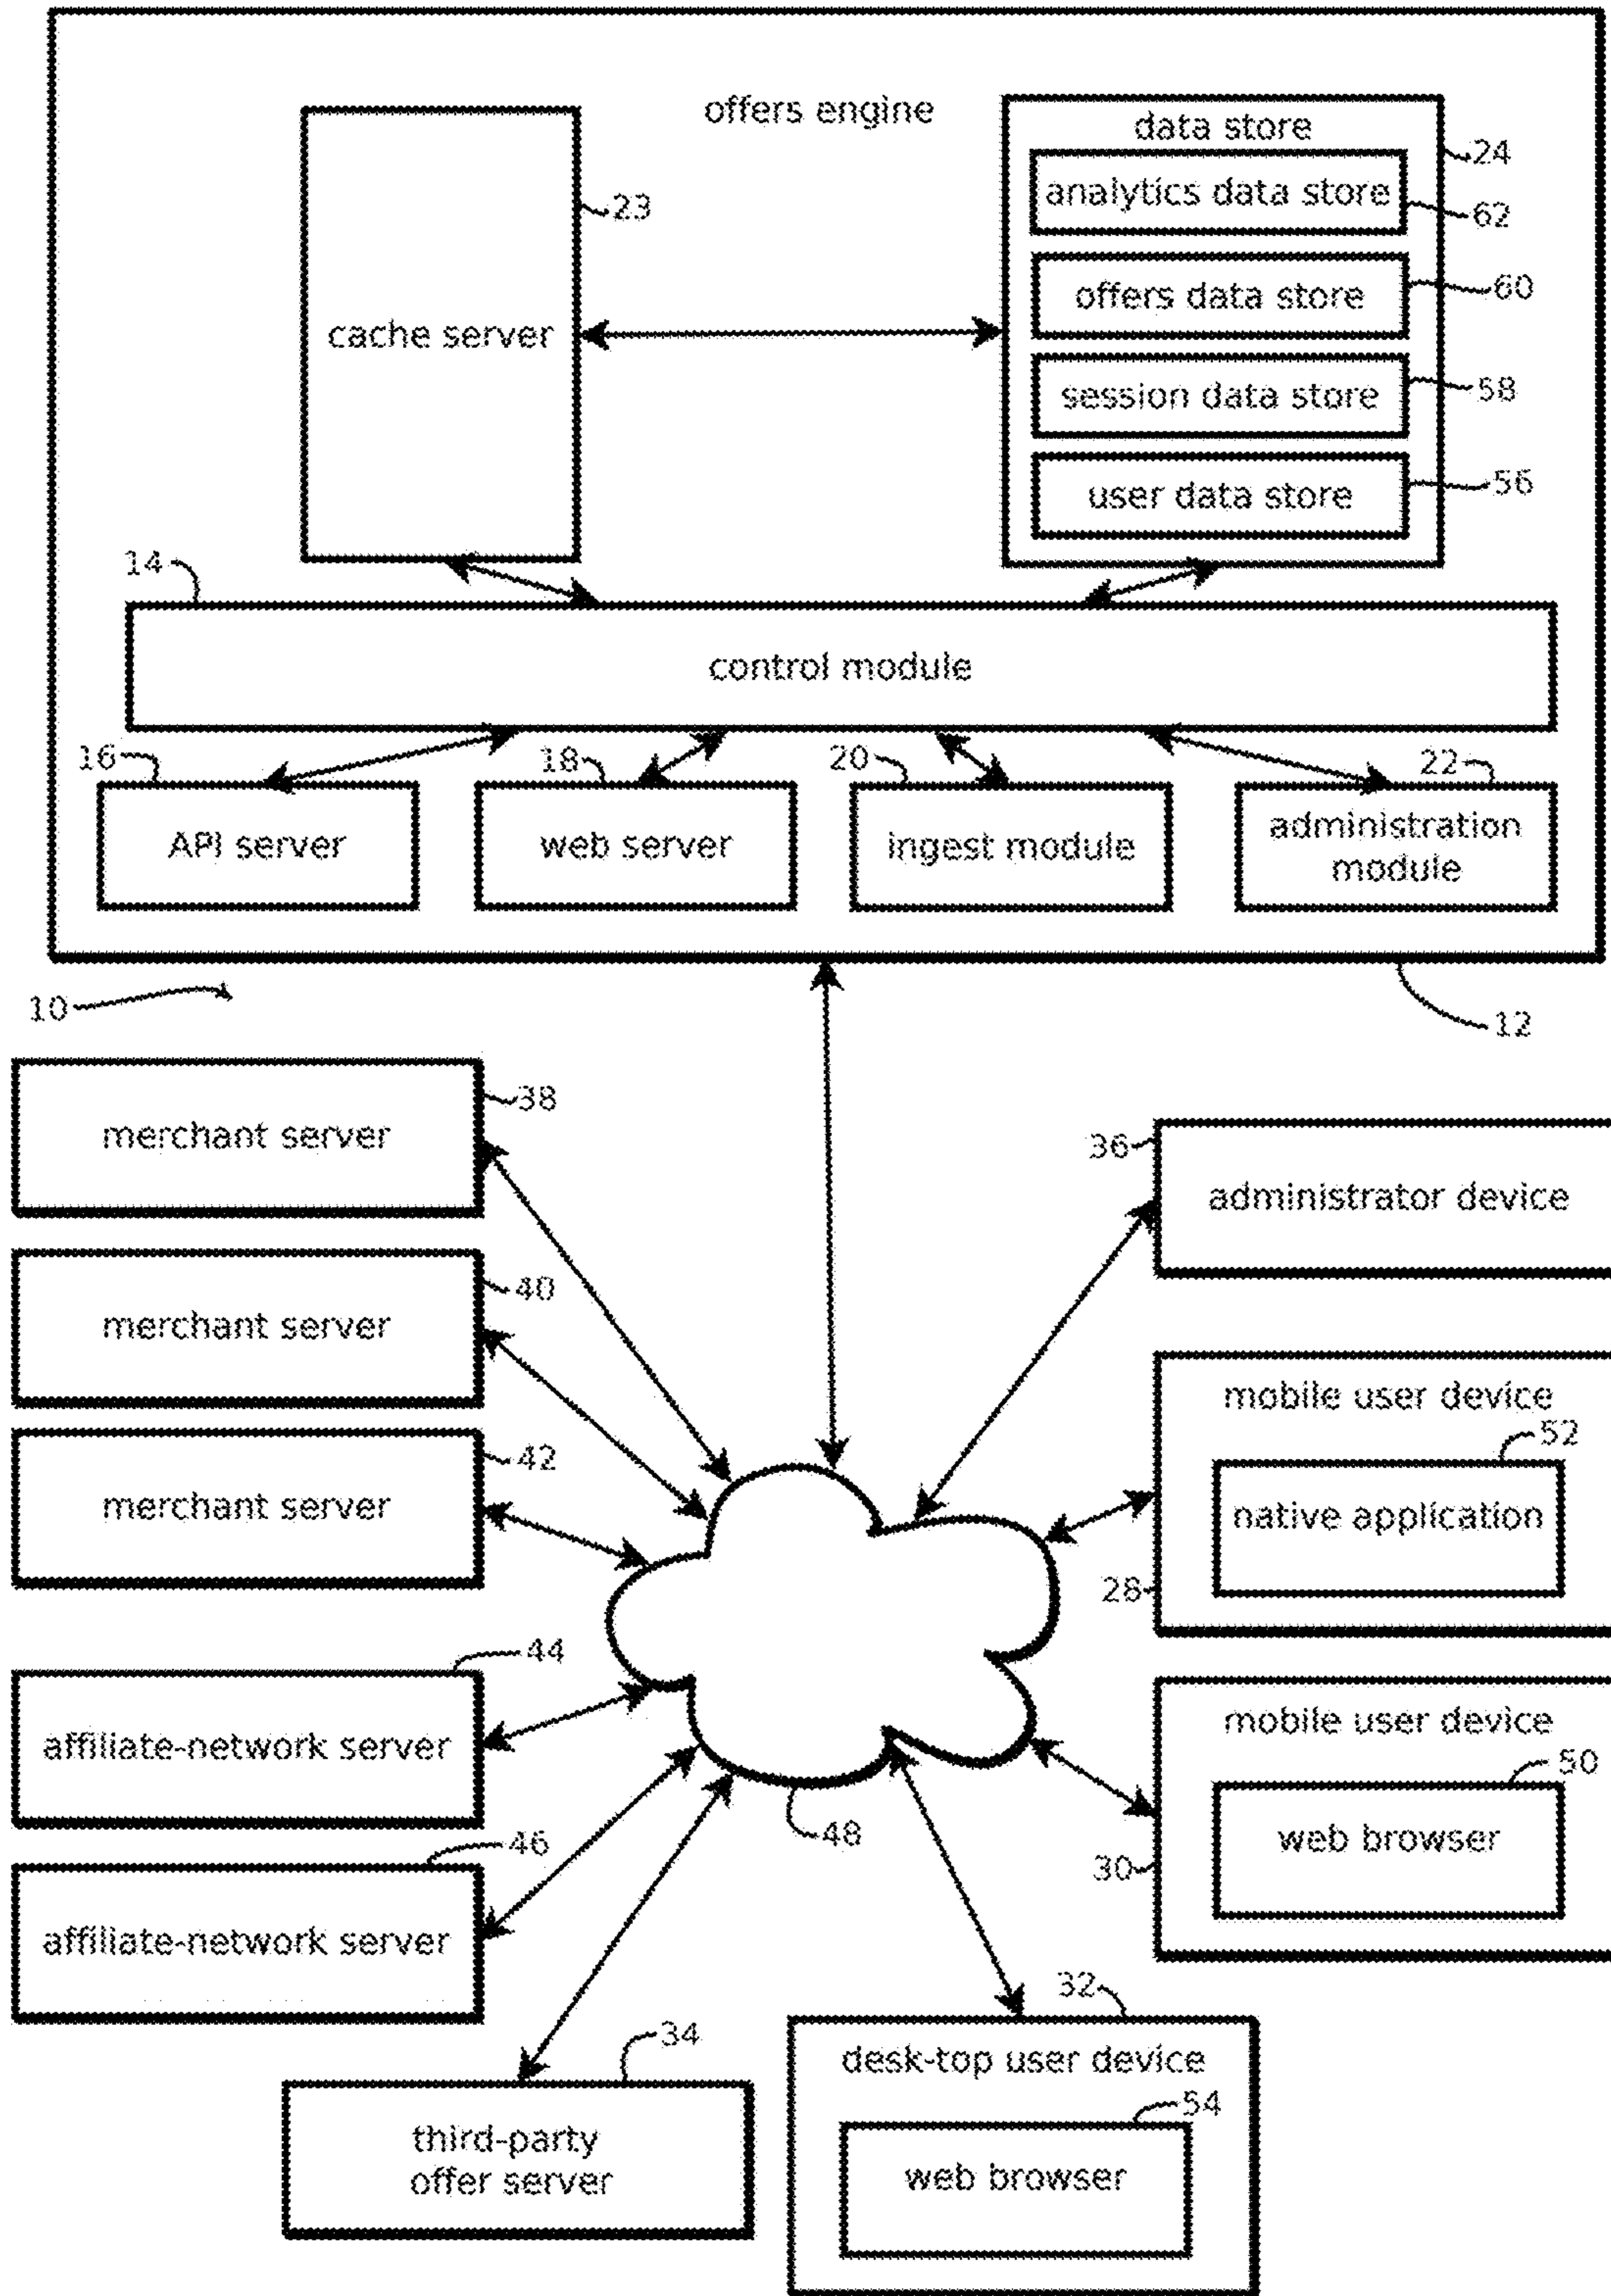 offers engine
data store
24
analytics data store
62
23
offers data store
60
cache server
session data store
58
user data store
56
14
control module
16
18
20
22
API server
web server
ingest module
administration
module
10
12
38
merchant server
36
administrator device
40
merchant server
mobile user device
52
42
merchant server
native application
28
44
affiliate-network server
mobile user device
50
web browser
48
46
30
affiliate-network server
32
34
desk-top user device
54
third-party
offer server
web browser